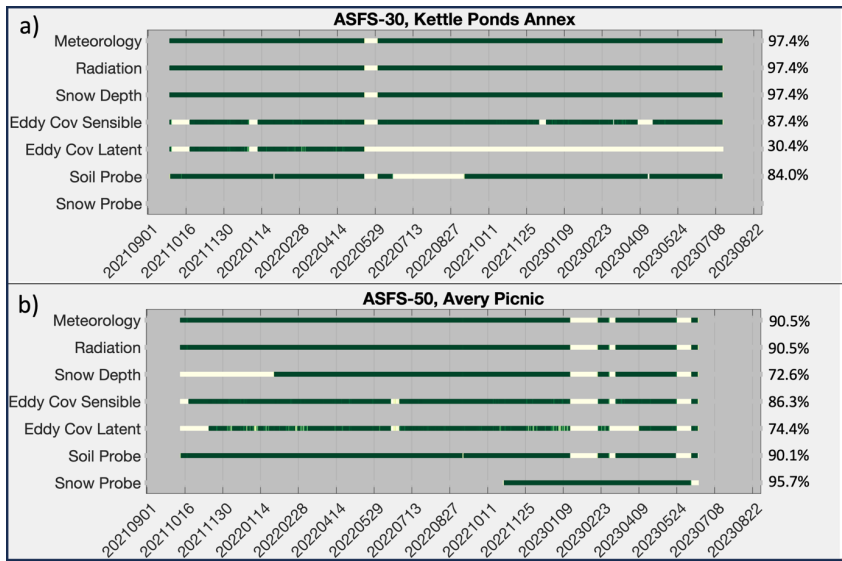 a)
ASFS-30, Kettle Ponds Annex
Meteorology 97.4%
Radiation 97.4%
Snow Depth 97.4%
Eddy Cov Sensible 87.4%
Eddy Cov Latent 30.4%
Soil Probe 84.0%
Snow Probe
20210901 20211016 20211130 20220114 20220228 20220414 20220529 20220713 20220827 20221011 20221125 20230109 20230223 20230409 20230524 20230708 20230822
b)
ASFS-50, Avery Picnic
Meteorology 90.5%
Radiation 90.5%
Snow Depth 72.6%
Eddy Cov Sensible 86.3%
Eddy Cov Latent 74.4%
Soil Probe 90.1%
Snow Probe 95.7%
20210901 20211016 20211130 20220114 20220228 20220414 20220529 20220713 20220827 20221011 20221125 20230109 20230223 20230409 20230524 20230708 20230822